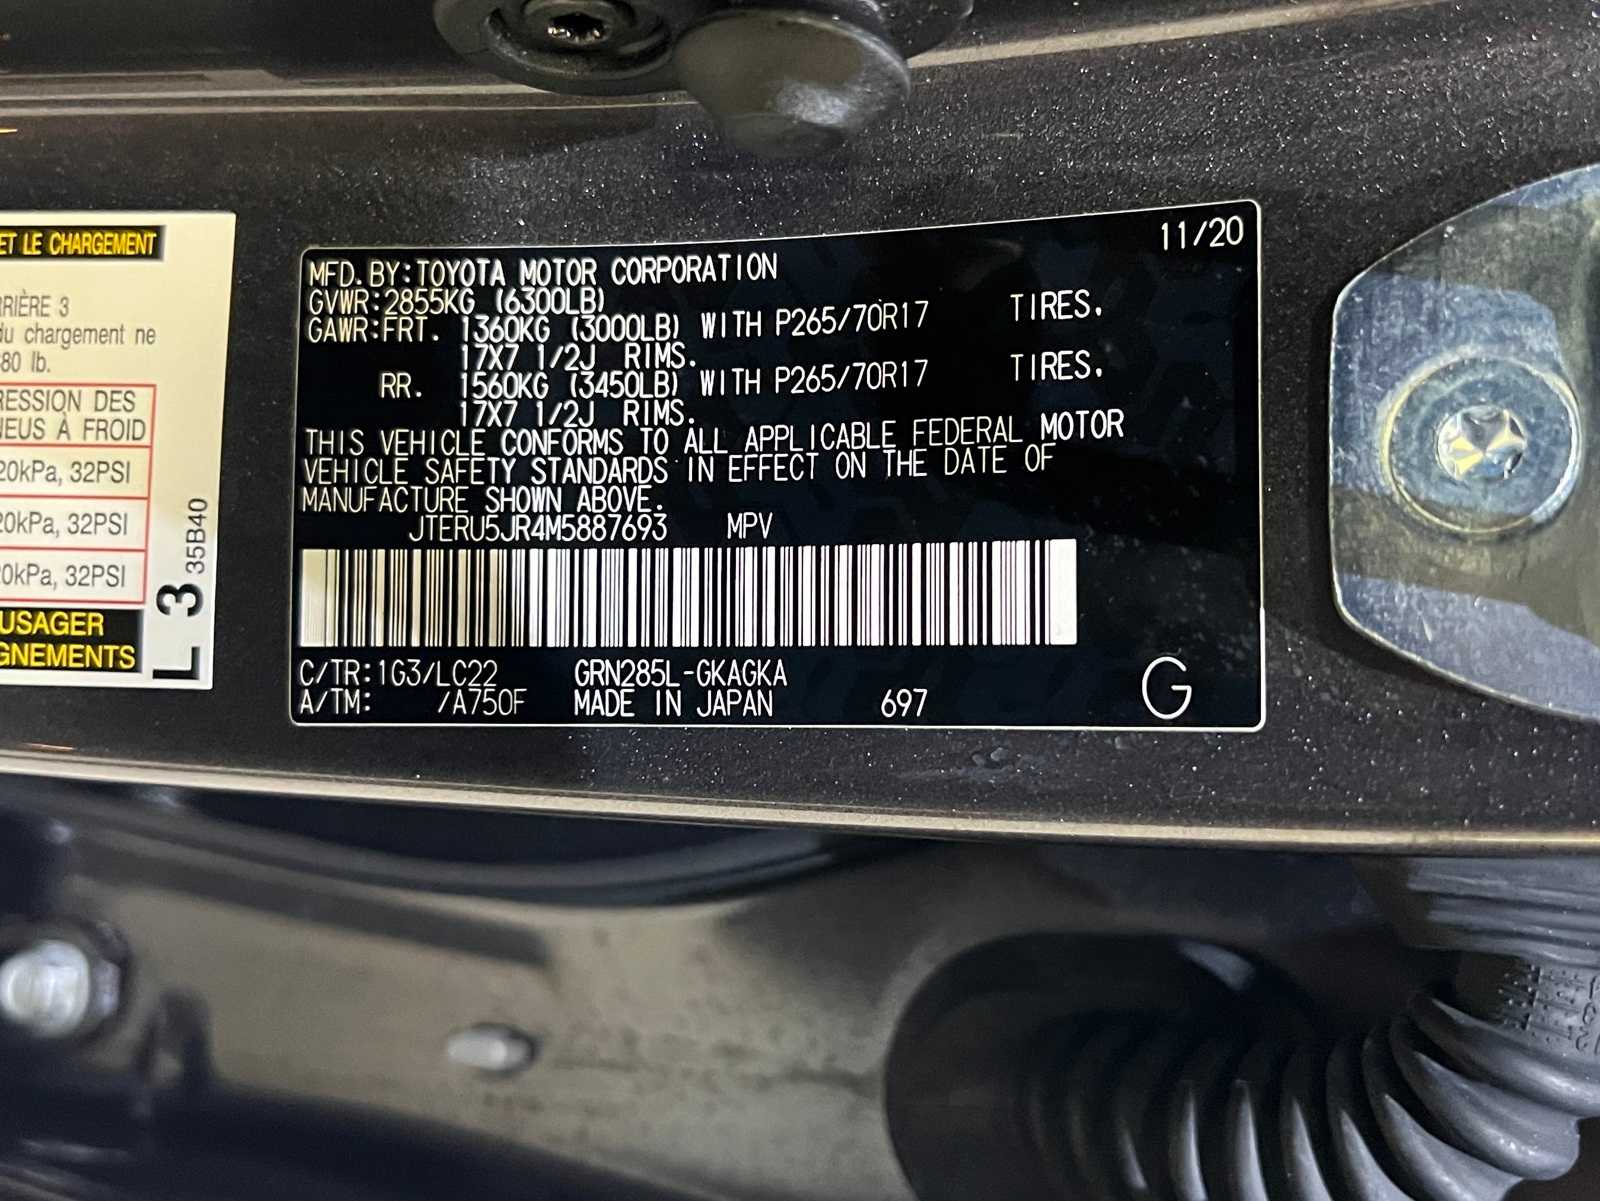 ET LE CHARGEMENT
RRIÈRE 3
du chargement ne
80 lb.
RESSION DES
NEUS À FROID
20kPa, 32PSI
20kPa, 32PSI
20kPa, 32PSI
USAGER
GNEMENTS
L 3 35B40
11/20
MFD. BY:TOYOTA MOTOR CORPORATION
GVWR:2855KG (6300LB)
GAWR:FRT. 1360KG (3000LB) WITH P265/70R17 TIRES.
17X7 1/2J RIMS.
RR. 1560KG (3450LB) WITH P265/70R17 TIRES.
17X7 1/2J RIMS.
THIS VEHICLE CONFORMS TO ALL APPLICABLE FEDERAL MOTOR
VEHICLE SAFETY STANDARDS IN EFFECT ON THE DATE OF
MANUFACTURE SHOWN ABOVE.
JTERU5JR4M5887693 MPV
C/TR:1G3/LC22 GRN285L-GKAGKA
A/TM: /A750F MADE IN JAPAN 697 G